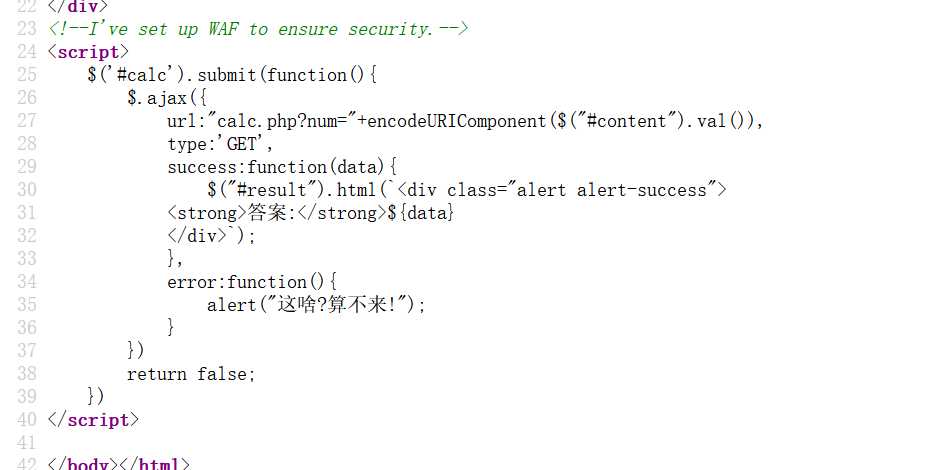 22 </div>
23 <!--I've set up WAF to ensure security.-->
24 <script>
25     $('#calc').submit(function(){
26         $.ajax({
27             url:"calc.php?num="+encodeURIComponent($("#content").val()),
28             type:'GET',
29             success:function(data){
30                 $("#result").html(`<div class="alert alert-success">
31             <strong>答案:</strong>${data}
32             </div>`);
33             },
34             error:function(){
35                 alert("这啥?算不来!");
36             }
37         })
38         return false;
39     })
40 </script>
41
42 </body></html>